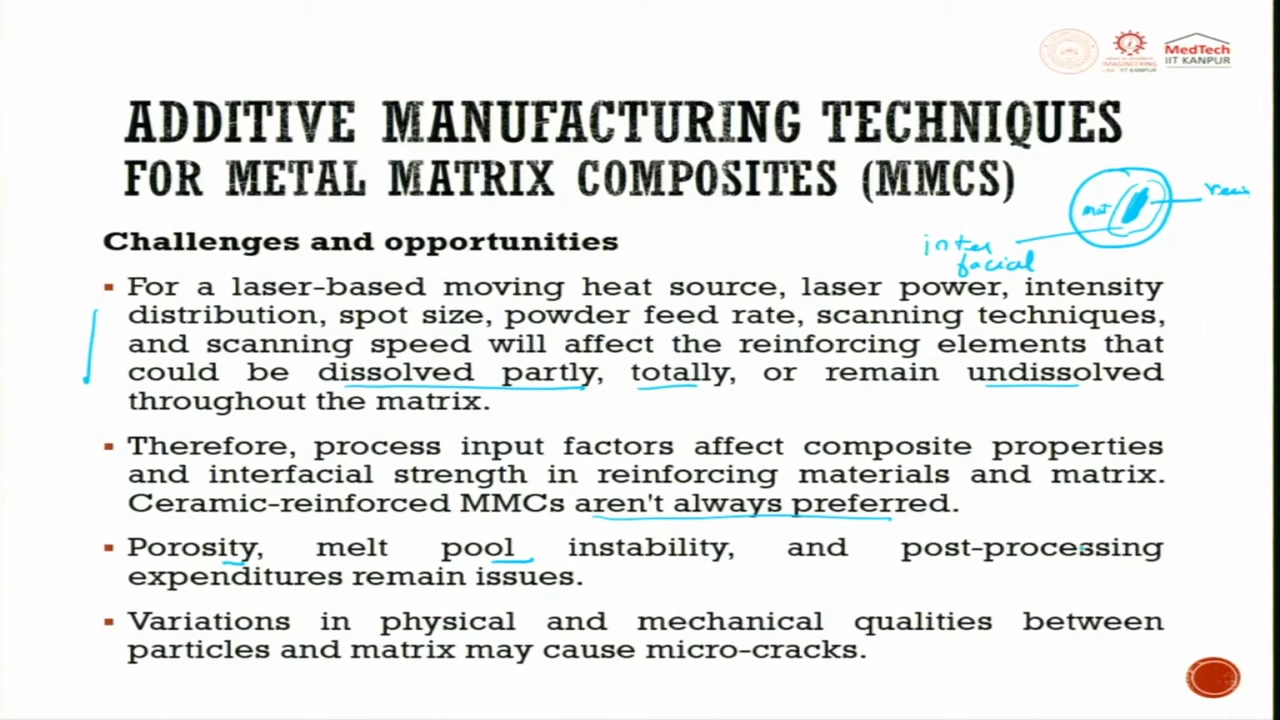 MedTech
IIT KANPUR
IMAGINEERING
LAB - IIT KANPUR
ADDITIVE MANUFACTURING TECHNIQUES
FOR METAL MATRIX COMPOSITES (MMCS)
mat
inter
facial
Challenges and opportunities
▪ For a laser-based moving heat source, laser power, intensity
distribution, spot size, powder feed rate, scanning techniques,
and scanning speed will affect the reinforcing elements that
could be dissolved partly, totally, or remain undissolved
throughout the matrix.
▪ Therefore, process input factors affect composite properties
and interfacial strength in reinforcing materials and matrix.
Ceramic-reinforced MMCs aren't always preferred.
▪ Porosity, melt pool instability, and post-processing
expenditures remain issues.
▪ Variations in physical and mechanical qualities between
particles and matrix may cause micro-cracks.